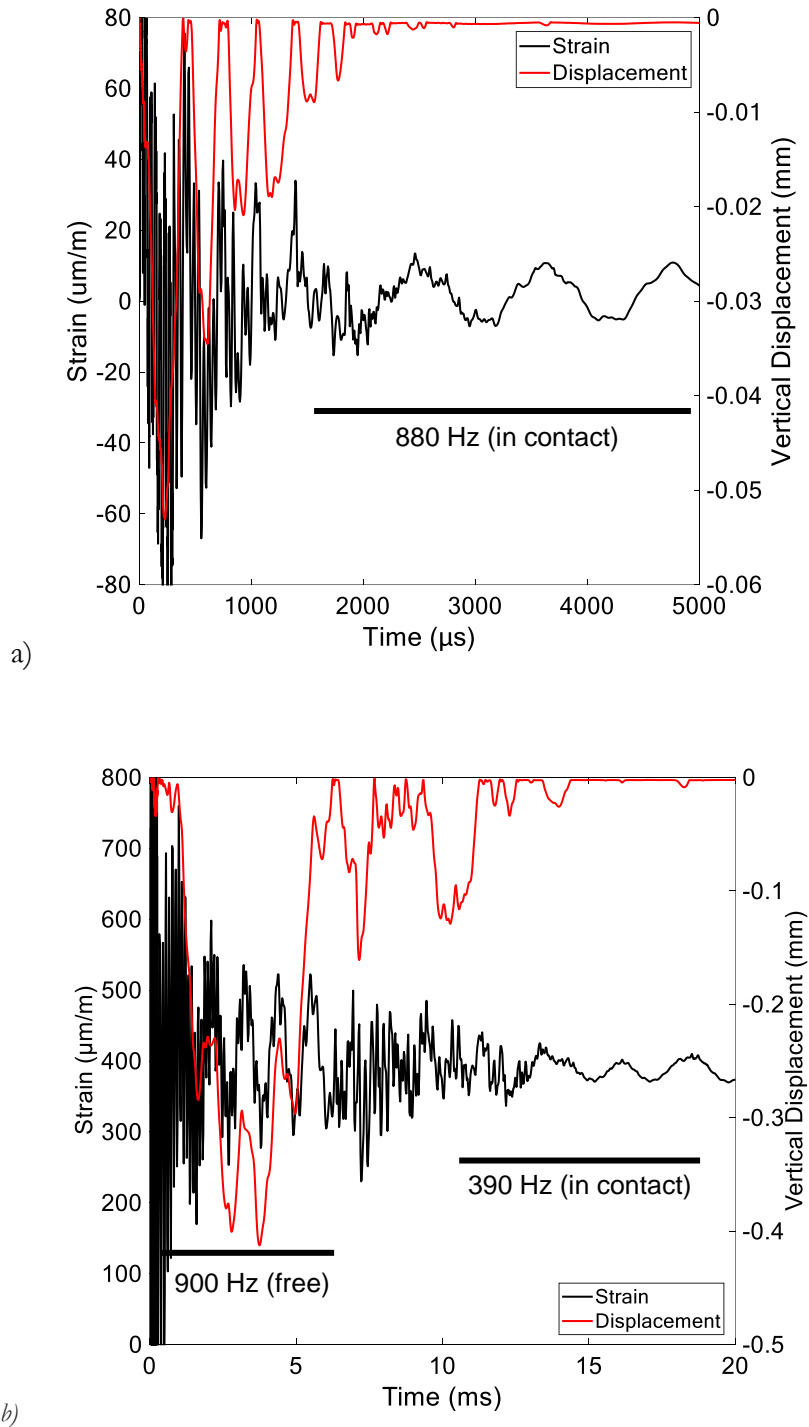 80
60
40
20
0
-20
-40
-60
-80
Strain (um/m)
0
-0.01
-0.02
-0.03
-0.04
-0.05
-0.06
Vertical Displacement (mm)
Strain
Displacement
880 Hz (in contact)
0 1000 2000 3000 4000 5000
Time (µs)
a)
800
700
600
500
400
300
200
100
0
Strain (µm/m)
0
-0.1
-0.2
-0.3
-0.4
-0.5
Vertical Displacement (mm)
390 Hz (in contact)
900 Hz (free)
Strain
Displacement
0 5 10 15 20
Time (ms)
b)